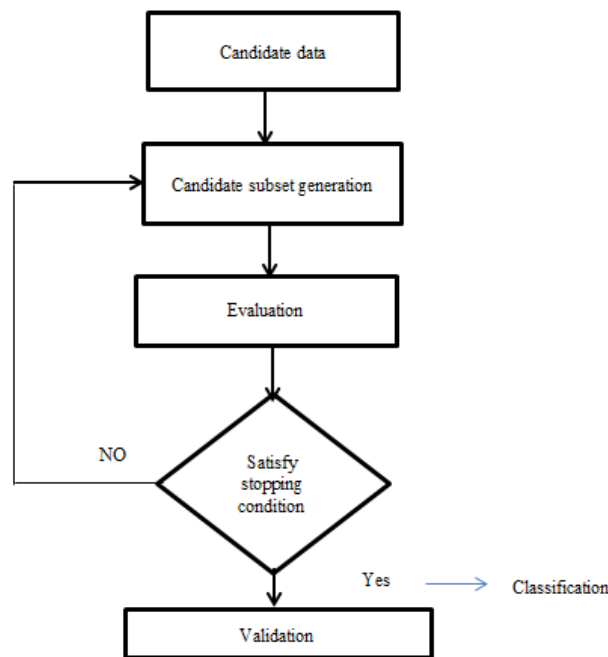 Candidate data
Candidate subset generation
Evaluation
NO
Satisfy
stopping
condition
Yes
Classification
Validation